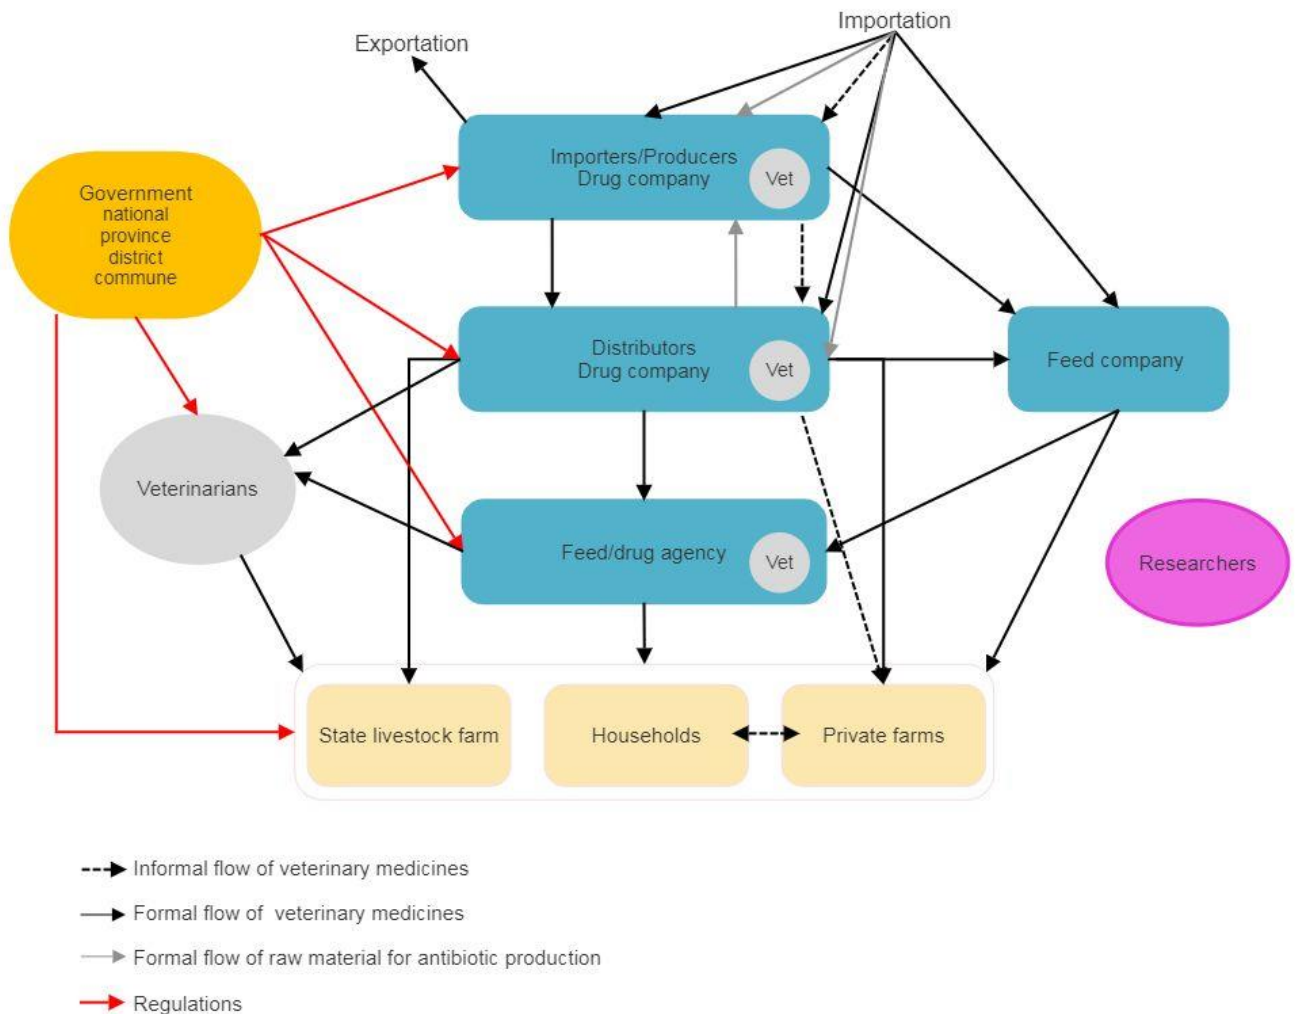 Importation
Exportation
Importers/Producers
Drug company
Vet
Government
national
province
district
commune
Distributors
Drug company
Vet
Feed company
Veterinarians
Feed/drug agency
Vet
Researchers
State livestock farm
Households
Private farms
Informal flow of veterinary medicines
Formal flow of veterinary medicines
Formal flow of raw material for antibiotic production
Regulations